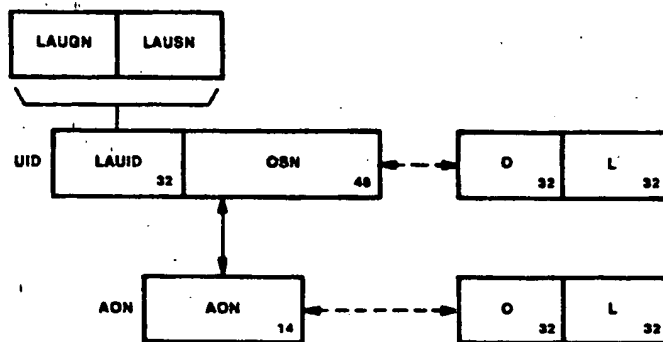 LAUGN LAUSN
UID LAUID 32 OSN 48 O 32 L 32
AON AON 14 O 32 L 32